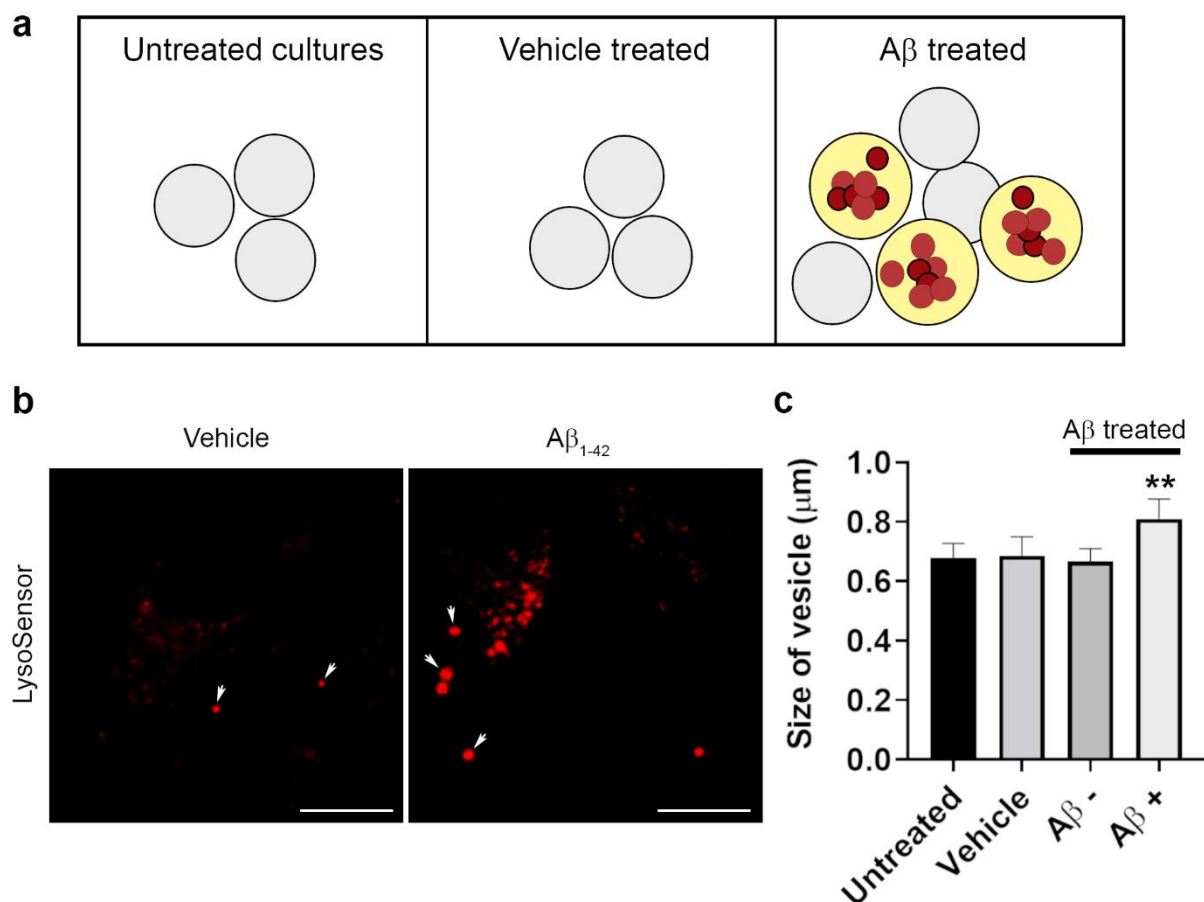 a
Untreated cultures
Vehicle treated
Aβ treated
b
Vehicle
Aβ₁₋₄₂
LysoSensor
c
Aβ treated
**
Size of vesicle (μm)
1.0
0.8
0.6
0.4
0.2
0.0
Untreated
Vehicle
Aβ -
Aβ +